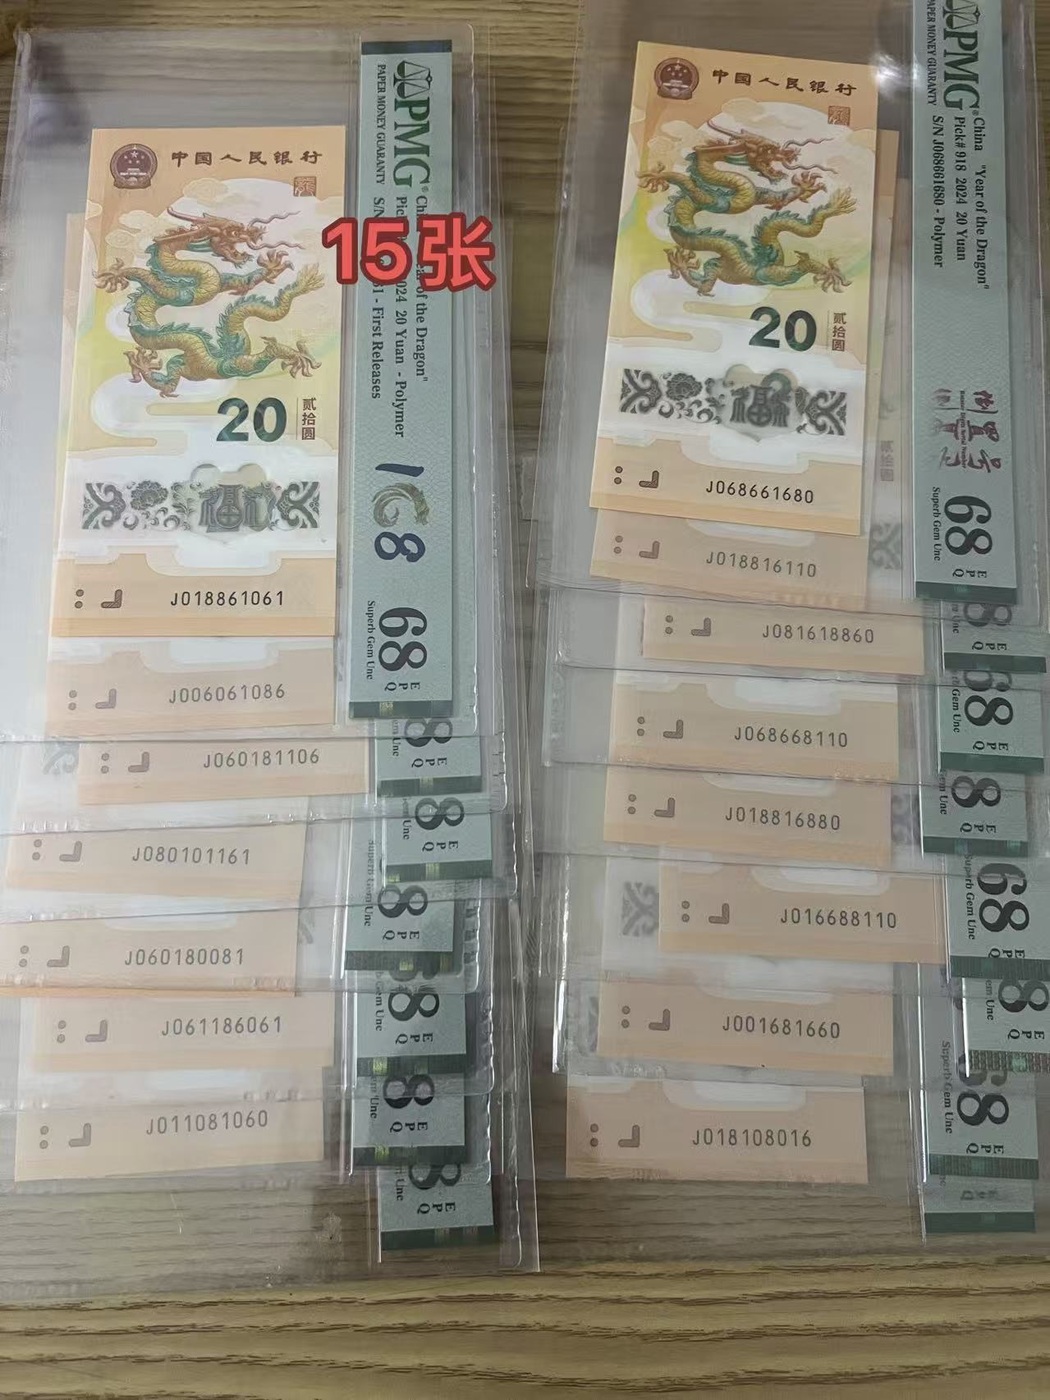 中国人民银行
20
贰拾圆
J018861061
J006061086
J060181106
J080101161
J060180081
J061186061
J011081060
PMG
PAPER MONEY GUARANTY
2024 20 Yuan - Polymer
of the Dragon"
- First Releases
168
68
EPQ
Superb Gem Unc
15张
中国人民银行
20
贰拾圆
J068661680
J018816110
J081618860
J068668110
J018816880
J016688110
J001681660
J018108016
PMG
PAPER MONEY GUARANTY
China "Year of the Dragon"
Pick# 918 2024 20 Yuan
S/N J068661680 - Polymer
68
EPQ
Superb Gem Unc